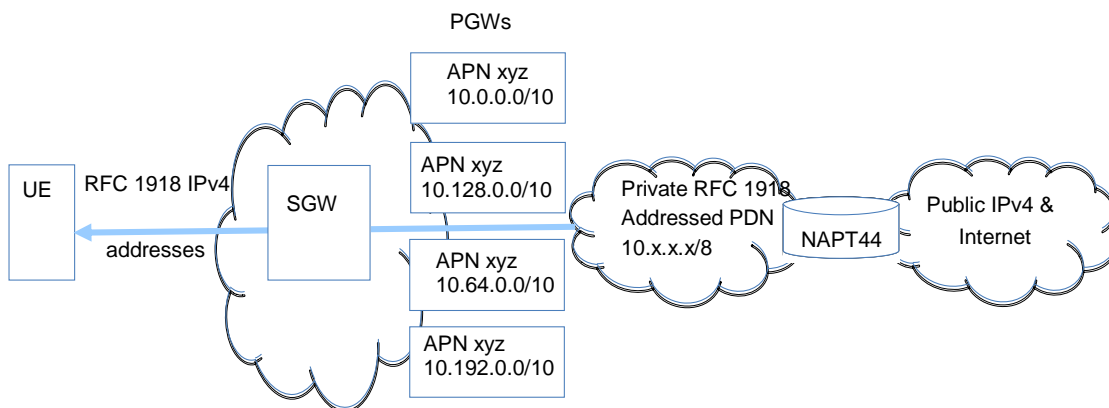 PGWs
APN xyz
10.0.0.0/10
APN xyz
10.128.0.0/10
APN xyz
10.64.0.0/10
APN xyz
10.192.0.0/10
UE
RFC 1918 IPv4
addresses
SGW
Private RFC 1918
Addressed PDN
10.x.x.x/8
NAPT44
Public IPv4 &
Internet